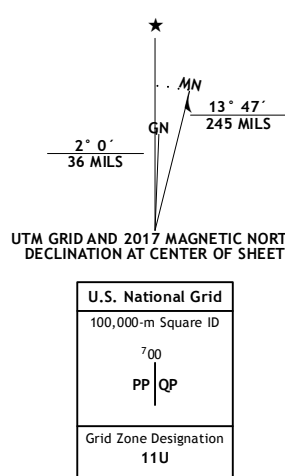 ★
MN
GN
13° 47´
245 MILS
2° 0´
36 MILS
UTM GRID AND 2017 MAGNETIC NORT
DECLINATION AT CENTER OF SHEET
U.S. National Grid
100,000-m Square ID
700
PP QP
Grid Zone Designation
11U